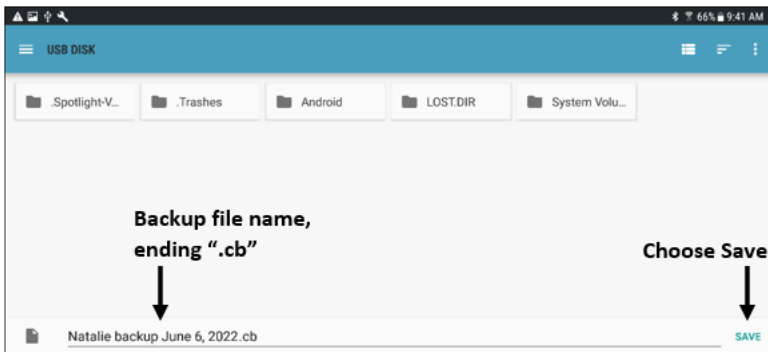 66% 9:41 AM
USB DISK
.Spotlight-V...
.Trashes
Android
LOST.DIR
System Volu...
Backup file name,
ending “.cb”
Choose Save
Natalie backup June 6, 2022.cb
SAVE